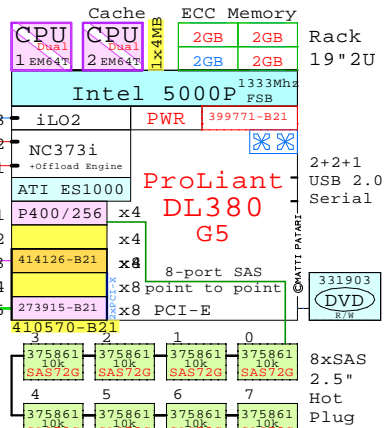 Cache ECC Memory
CPU CPU 1x4MB 2GB 2GB Rack
Dual Dual
1 EM64T 2 EM64T 2GB 2GB 19"2U
Intel 5000P 1333Mhz
FSB
iLO2 PWR 399771-B21
NC373i
+Offload Engine
2+2+1
USB 2.0
Serial
ATI ES1000
ProLiant
DL380
G5
P400/256 x4
x4
414126-B21 x4
8-port SAS
point to point
x8
2xPCI-X
273915-B21 x8 PCI-E
410570-B21
©MATTI PATARI
331903
DVD
R/W
3 2 1 0
375861 375861 375861 375861 8xSAS
10k 10k 10k 10k
SAS72G SAS72G SAS72G SAS72G 2.5"
4 5 6 7 Hot
375861 375861 375861 375861 Plug
10k 10k 10k 10k